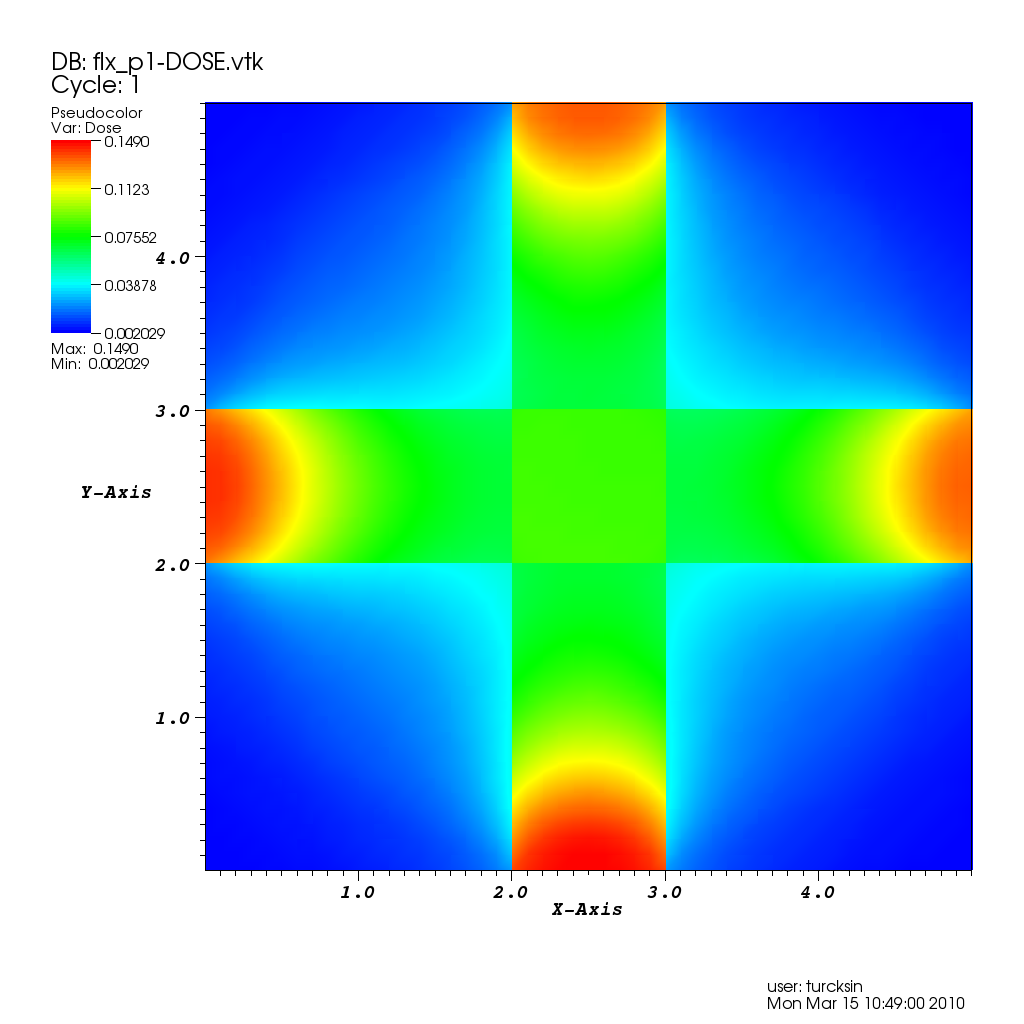 DB: flx_p1-DOSE.vtk
Cycle: 1
Pseudocolor
Var: Dose
0.1490
0.1123
0.07552
0.03878
0.002029
Max: 0.1490
Min: 0.002029
4.0
3.0
Y-Axis
2.0
1.0
1.0 2.0 3.0 4.0
X-Axis
user: turcksin
Mon Mar 15 10:49:00 2010